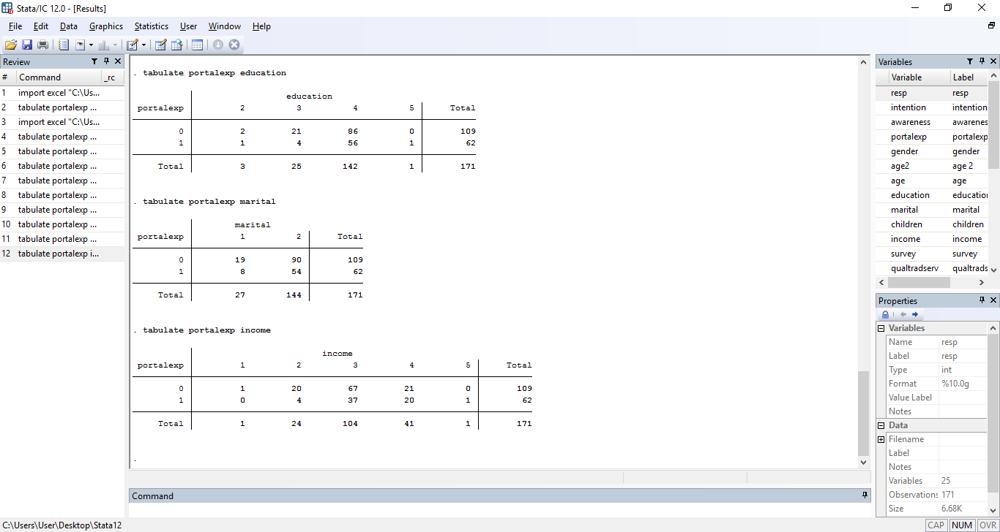 Stata/IC 12.0 - [Results]
File Edit Data Graphics Statistics User Window Help
Review
# Command _rc
1 import excel "C:\Us...
2 tabulate portalexp ...
3 import excel "C:\Us...
4 tabulate portalexp ...
5 tabulate portalexp ...
6 tabulate portalexp ...
7 tabulate portalexp ...
8 tabulate portalexp ...
9 tabulate portalexp ...
10 tabulate portalexp ...
11 tabulate portalexp ...
12 tabulate portalexp i...
. tabulate portalexp education
education
portalexp 2 3 4 5 Total
0 2 21 86 0 109
1 1 4 56 1 62
Total 3 25 142 1 171
. tabulate portalexp marital
marital
portalexp 1 2 Total
0 19 90 109
1 8 54 62
Total 27 144 171
. tabulate portalexp income
income
portalexp 1 2 3 4 5 Total
0 1 20 67 21 0 109
1 0 4 37 20 1 62
Total 1 24 104 41 1 171
.
Command
Variables
Variable Label
resp resp
intention intention
awareness awarenes
portalexp portalexp
gender gender
age2 age 2
age age
education education
marital marital
children children
income income
survey survey
qualtradserv qualtrads
Properties
Variables
Name resp
Label resp
Type int
Format %10.0g
Value Label
Notes
Data
Filename
Label
Notes
Variables 25
Observations 171
Size 6.68K
C:\Users\User\Desktop\Stata12
CAP NUM OVR